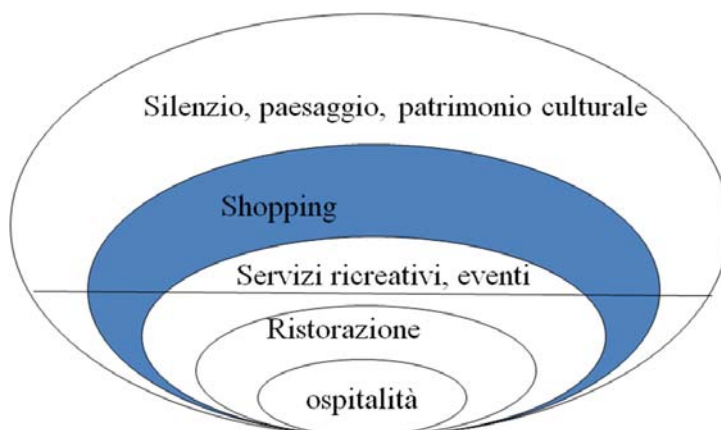 Silenzio, paesaggio, patrimonio culturale
Shopping
Servizi ricreativi, eventi
Ristorazione
ospitalità